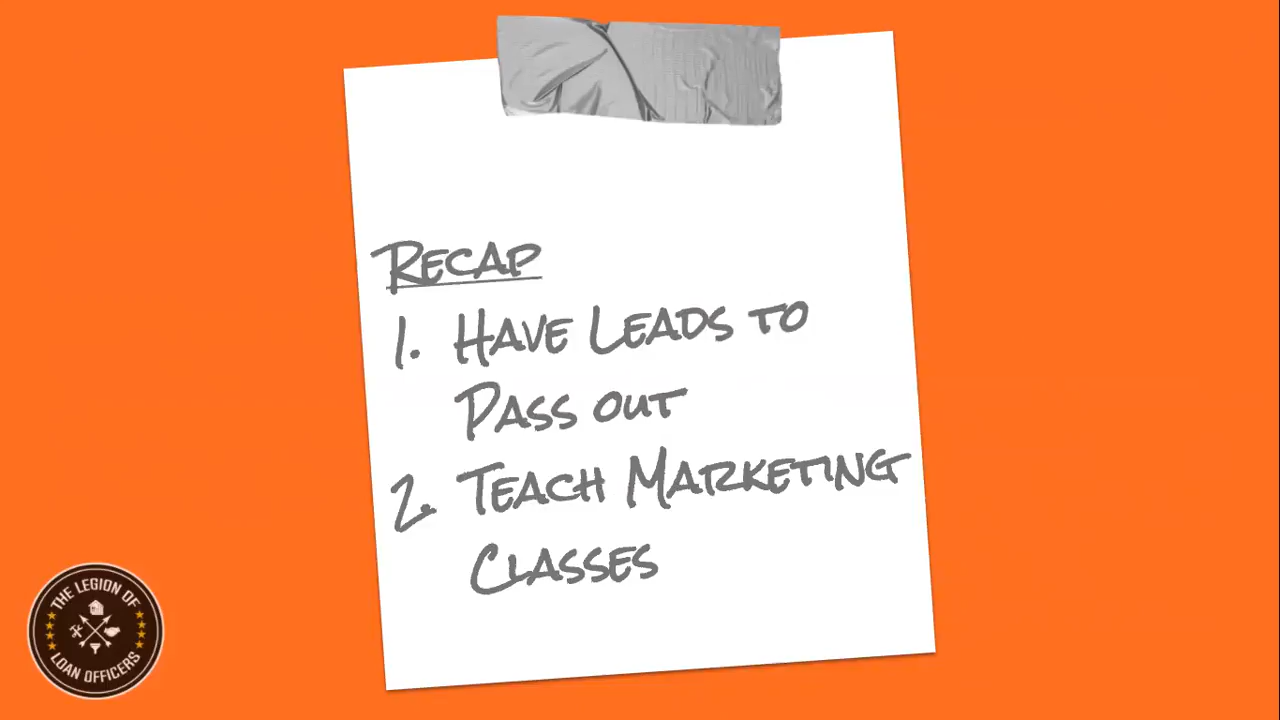 Recap
1. Have Leads to
Pass out
2. Teach Marketing
Classes
THE LEGION OF
LOAN OFFICERS